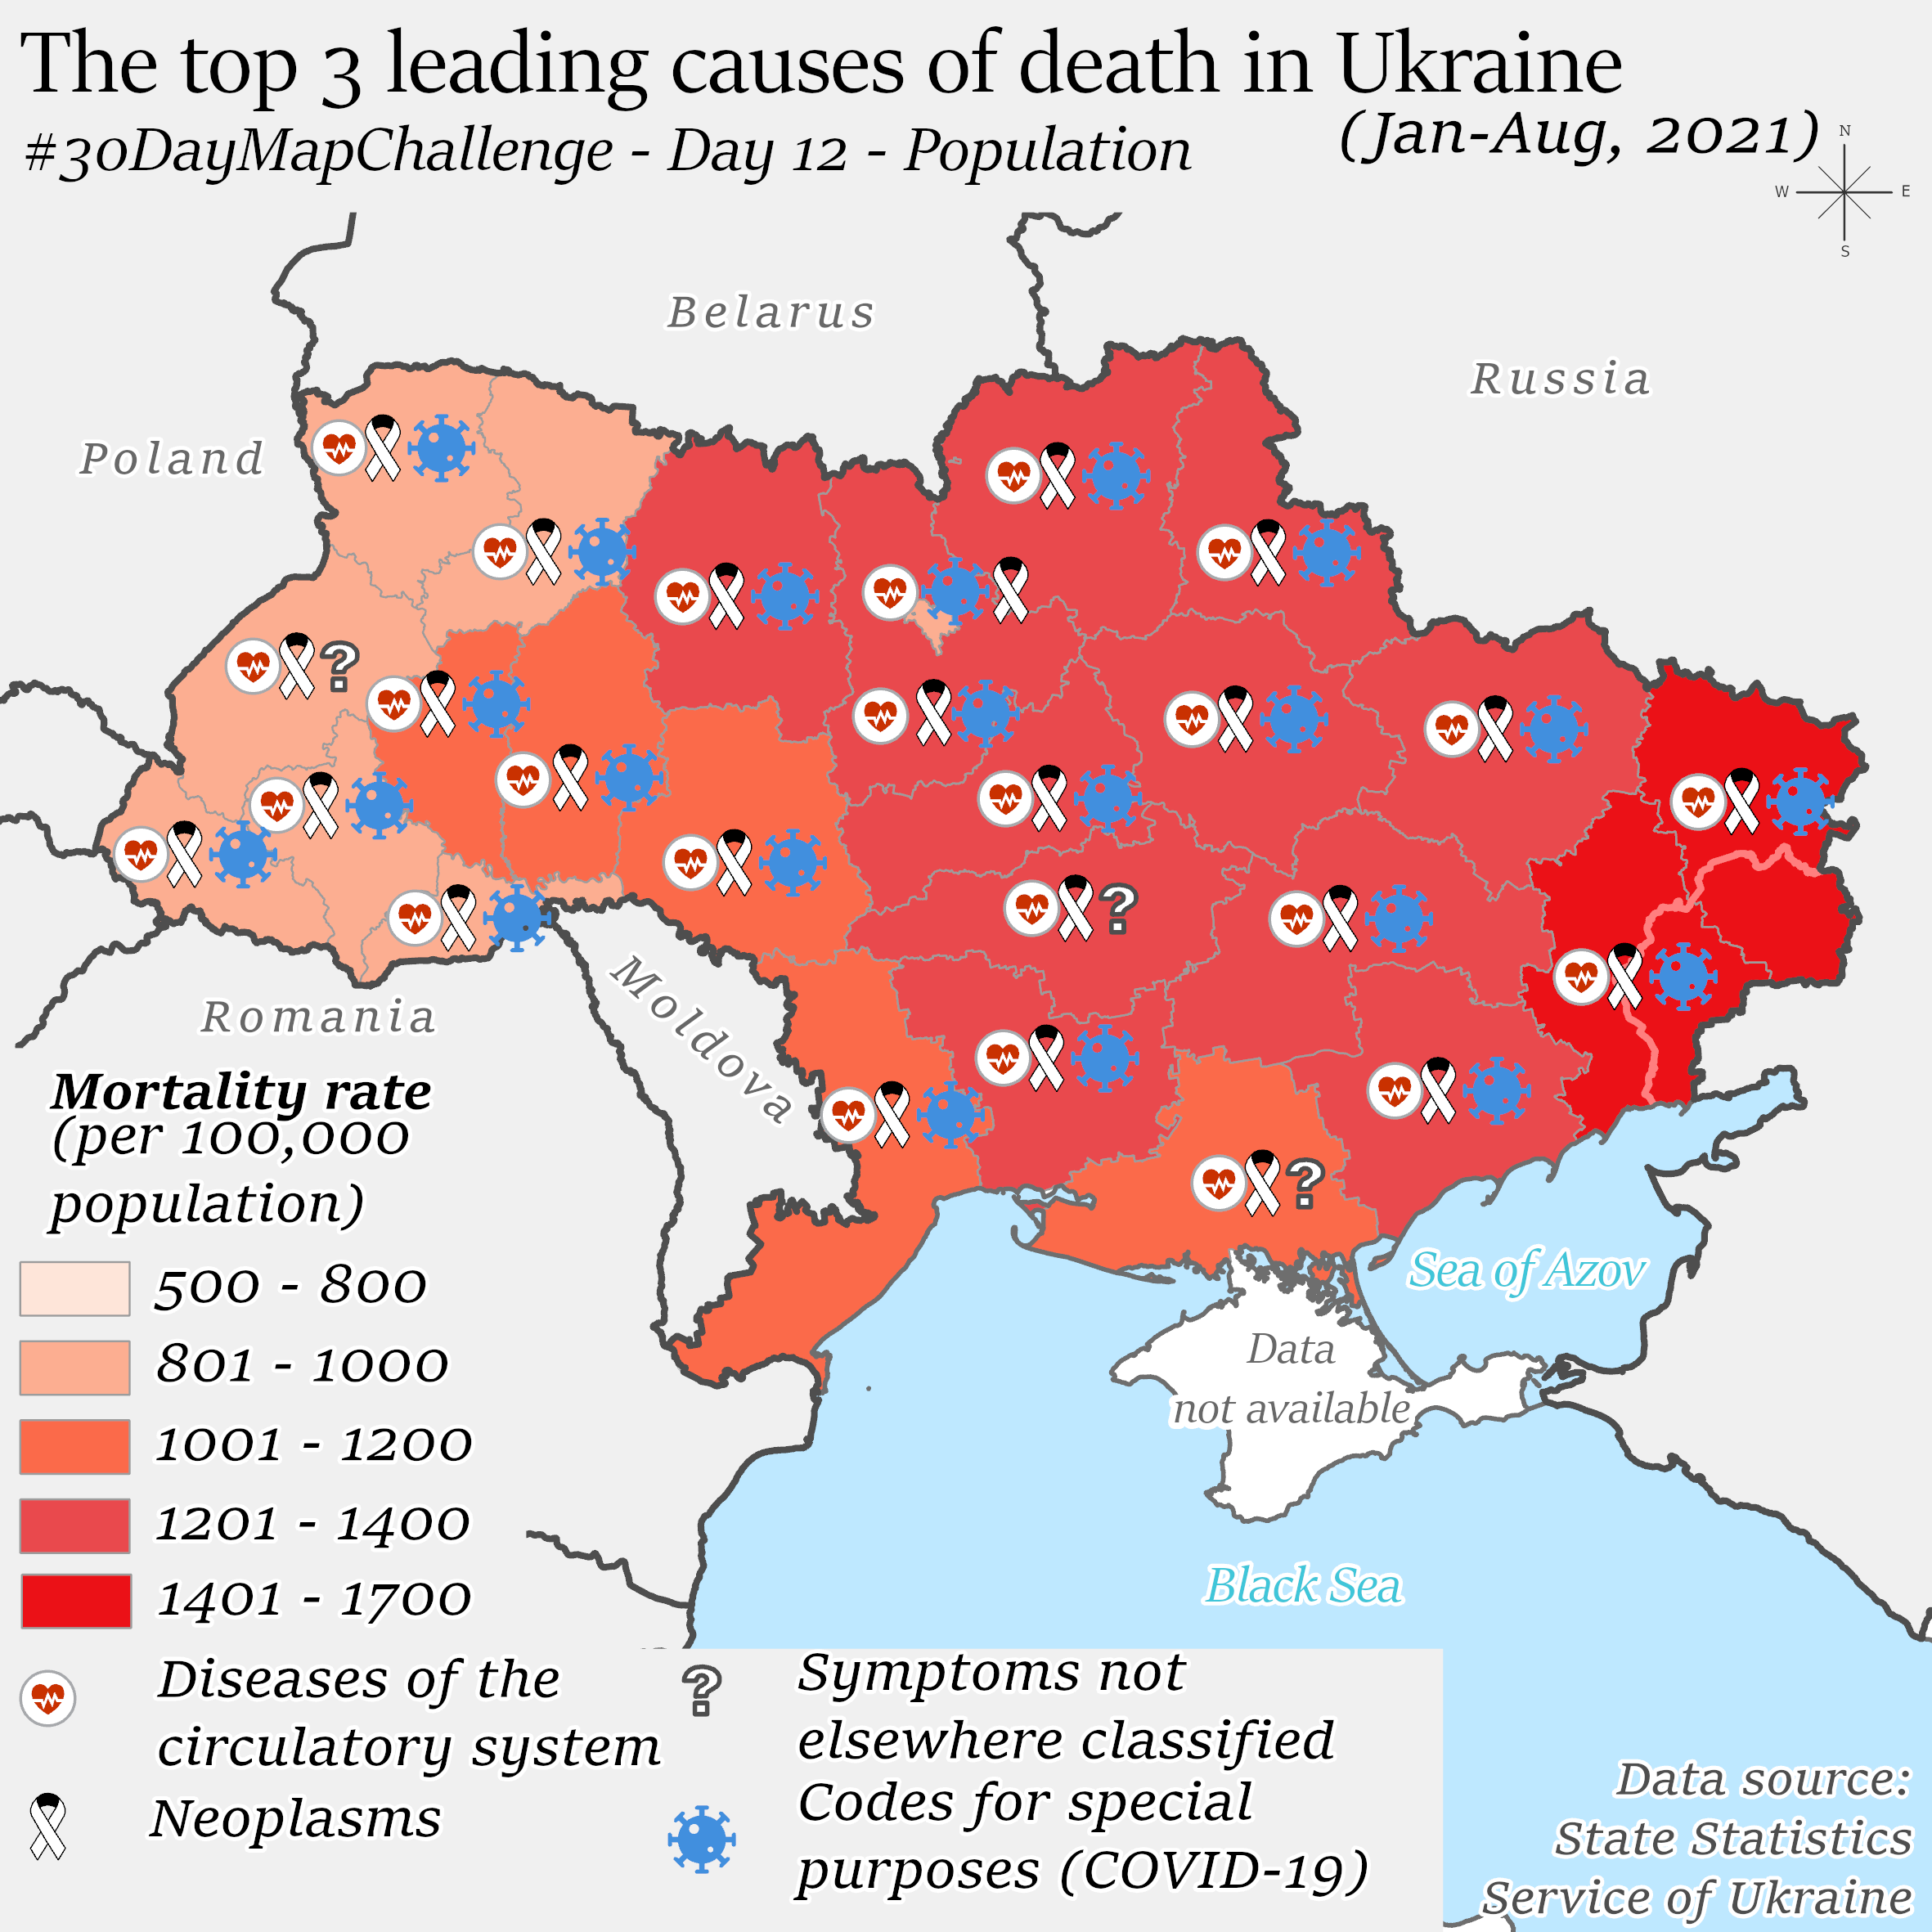 The top 3 leading causes of death in Ukraine
(Jan-Aug, 2021)
#30DayMapChallenge - Day 12 - Population
N
W
E
S
Belarus
Russia
Poland
Romania
Moldova
Mortality rate
(per 100,000
population)
500 - 800
801 - 1000
1001 - 1200
1201 - 1400
1401 - 1700
Sea of Azov
Data
not available
Black Sea
Diseases of the
circulatory system
Neoplasms
?
Symptoms not
elsewhere classified
Codes for special
purposes (COVID-19)
Data source:
State Statistics
Service of Ukraine
?
?
?